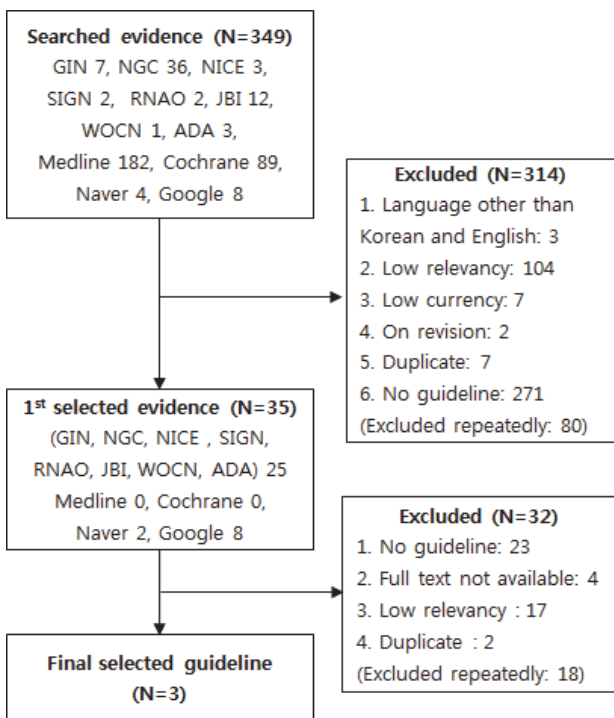 Searched evidence (N=349)
GIN 7, NGC 36, NICE 3,
SIGN 2, RNAO 2, JBI 12,
WOCN 1, ADA 3,
Medline 182, Cochrane 89,
Naver 4, Google 8
Excluded (N=314)
1. Language other than
Korean and English: 3
2. Low relevancy: 104
3. Low currency: 7
4. On revision: 2
5. Duplicate: 7
6. No guideline: 271
(Excluded repeatedly: 80)
1st selected evidence (N=35)
(GIN, NGC, NICE , SIGN,
RNAO, JBI, WOCN, ADA) 25
Medline 0, Cochrane 0,
Naver 2, Google 8
Excluded (N=32)
1. No guideline: 23
2. Full text not available: 4
3. Low relevancy : 17
4. Duplicate : 2
(Excluded repeatedly: 18)
Final selected guideline
(N=3)